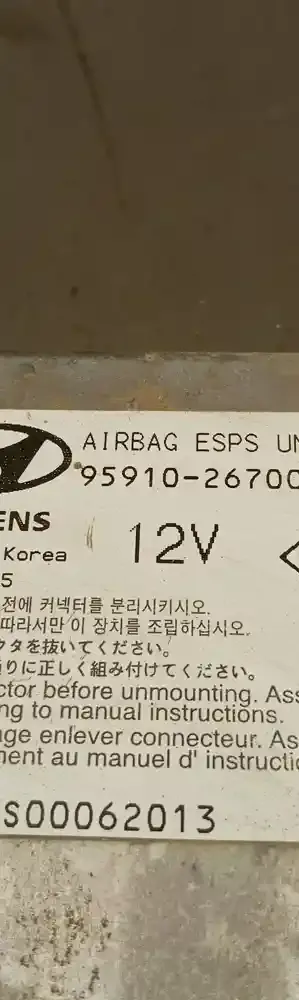 AIRBAG ESPS UN
95910-26700
ENS
12V
Korea
5
전에 커넥터를 분리시키시오.
따라서만 이 장치를 조립하십시오.
クタを抜いてください。
りに正しく組み付けてください。
ctor before unmounting. Ass
ng to manual instructions.
age enlever connecteur. As
ment au manuel d' instructio
S00062013